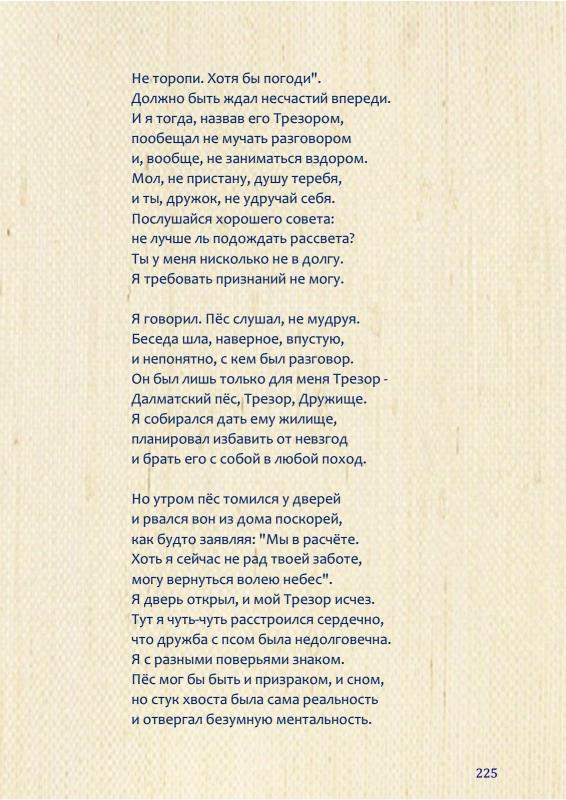 Не торопи. Хотя бы погоди".
Должно быть ждал несчастий впереди.
И я тогда, назвав его Трезором,
пообещал не мучать разговором
и, вообще, не заниматься вздором.
Мол, не пристану, душу теребя,
и ты, дружок, не удручай себя.
Послушайся хорошего совета:
не лучше ль подождать рассвета?
Ты у меня нисколько не в долгу.
Я требовать признаний не могу.

Я говорил. Пёс слушал, не мудруя.
Беседа шла, наверное, впустую,
и непонятно, с кем был разговор.
Он был лишь только для меня Трезор -
Далматский пёс, Трезор, Дружище.
Я собирался дать ему жилище,
планировал избавить от невзгод
и брать его с собой в любой поход.

Но утром пёс томился у дверей
и рвался вон из дома поскорей,
как будто заявляя: "Мы в расчёте.
Хоть я сейчас не рад твоей заботе,
могу вернуться волею небес".
Я дверь открыл, и мой Трезор исчез.
Тут я чуть-чуть расстроился сердечно,
что дружба с псом была недолговечна.
Я с разными поверьями знаком.
Пёс мог бы быть и призраком, и сном,
но стук хвоста была сама реальность
и отвергал безумную ментальность.

225